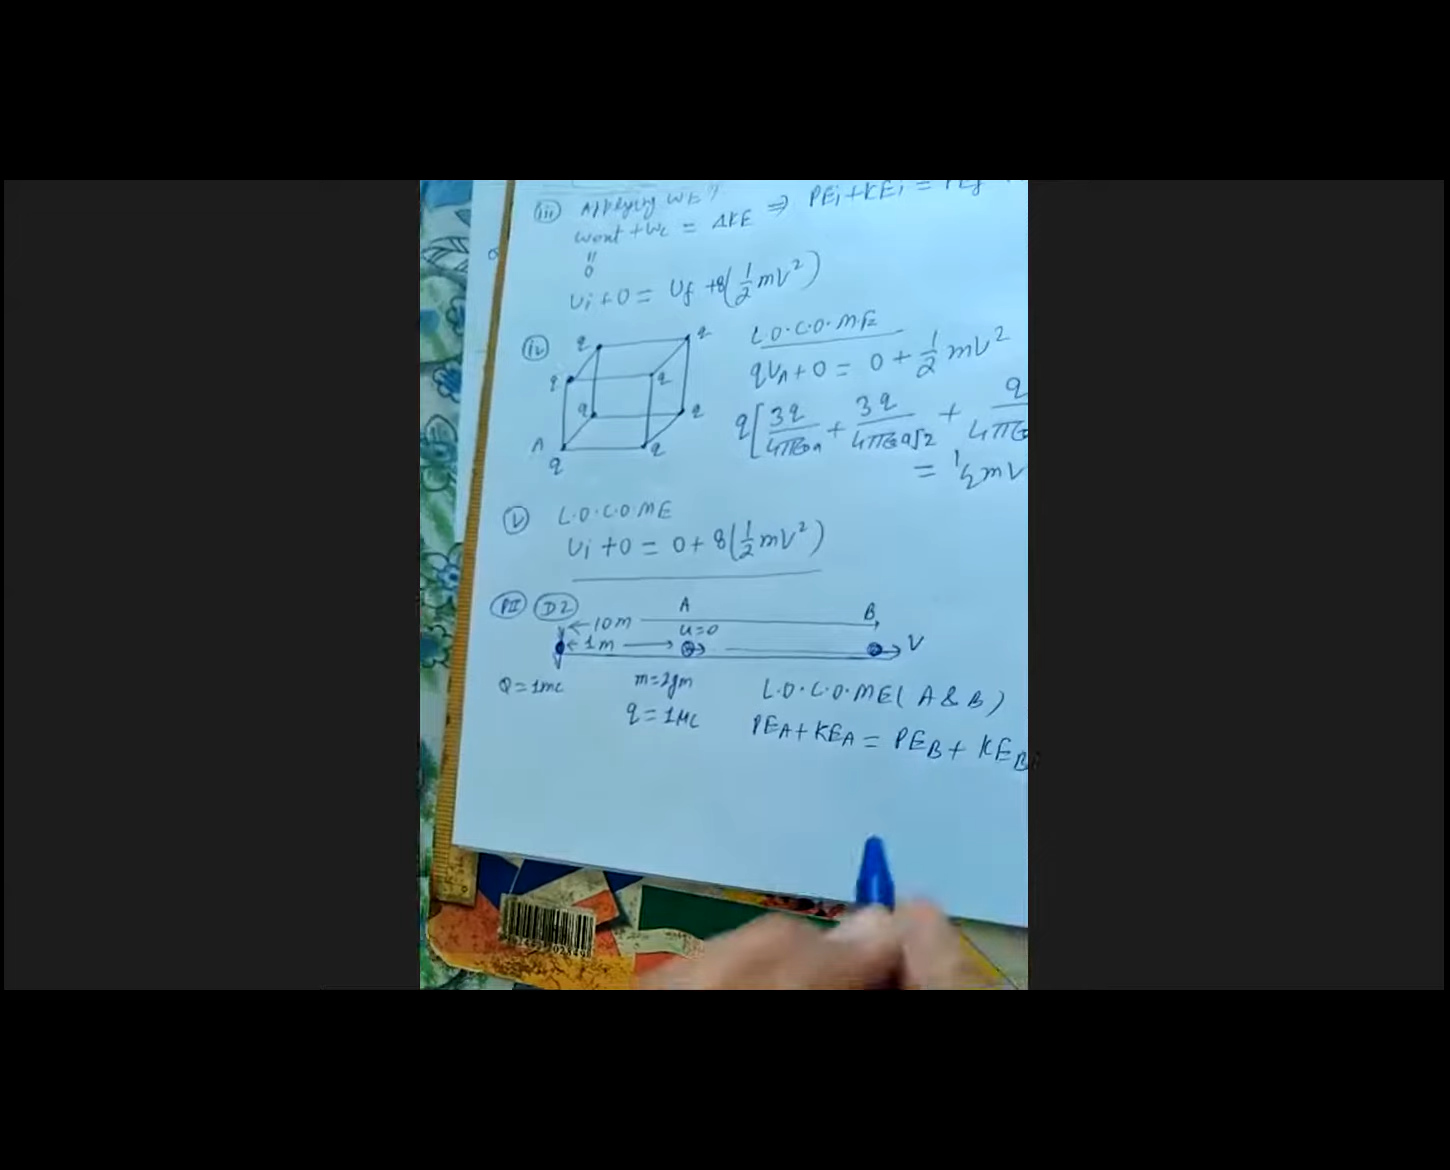 iii Applying WET
Wext + Wc = ΔKE ⇒ PEi + KEi =
"
0
Ui + 0 = Uf + 8(1/2 mv²)
iv
q q
q q
q q
A
q q
L.O.C.O.M.E
qVA + 0 = 0 + 1/2 mv²
q[3q/4πε₀a + 3q/4πε₀a√2 + q/4πε
= 1/2 mv
v L.O.C.O.ME
Ui + 0 = 0 + 8(1/2 mv²)
PII D2
A B
←10m
u=0
←1m→ V
Q = 1mc m=2gm
q = 1μc
L.O.C.O.ME( A & B )
PEA + KEA = PEB + KEB